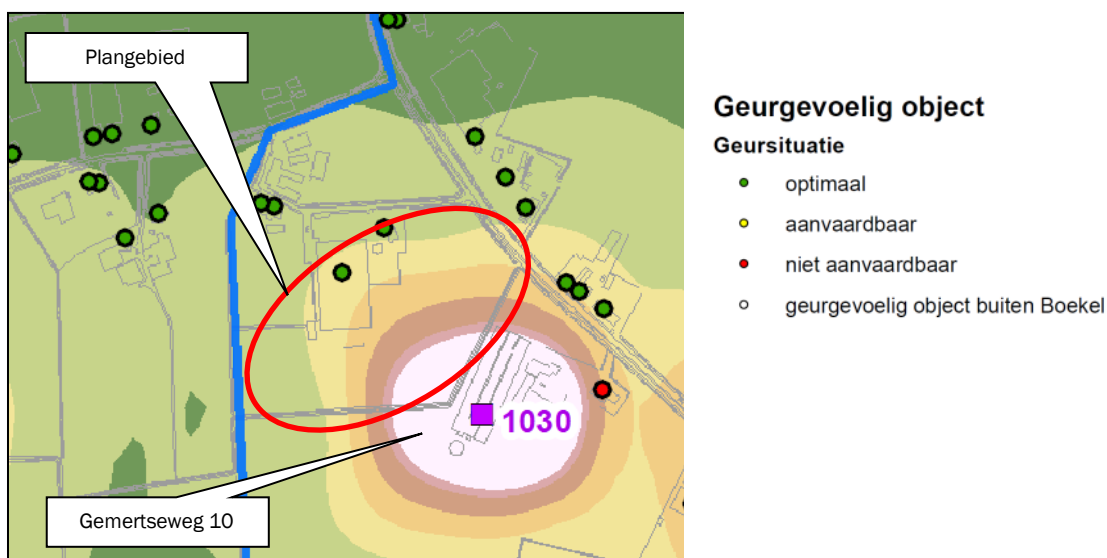 Plangebied
1030
Gemertseweg 10
Geurgevoelig object
Geursituatie
optimaal
aanvaardbaar
niet aanvaardbaar
geurgevoelig object buiten Boekel